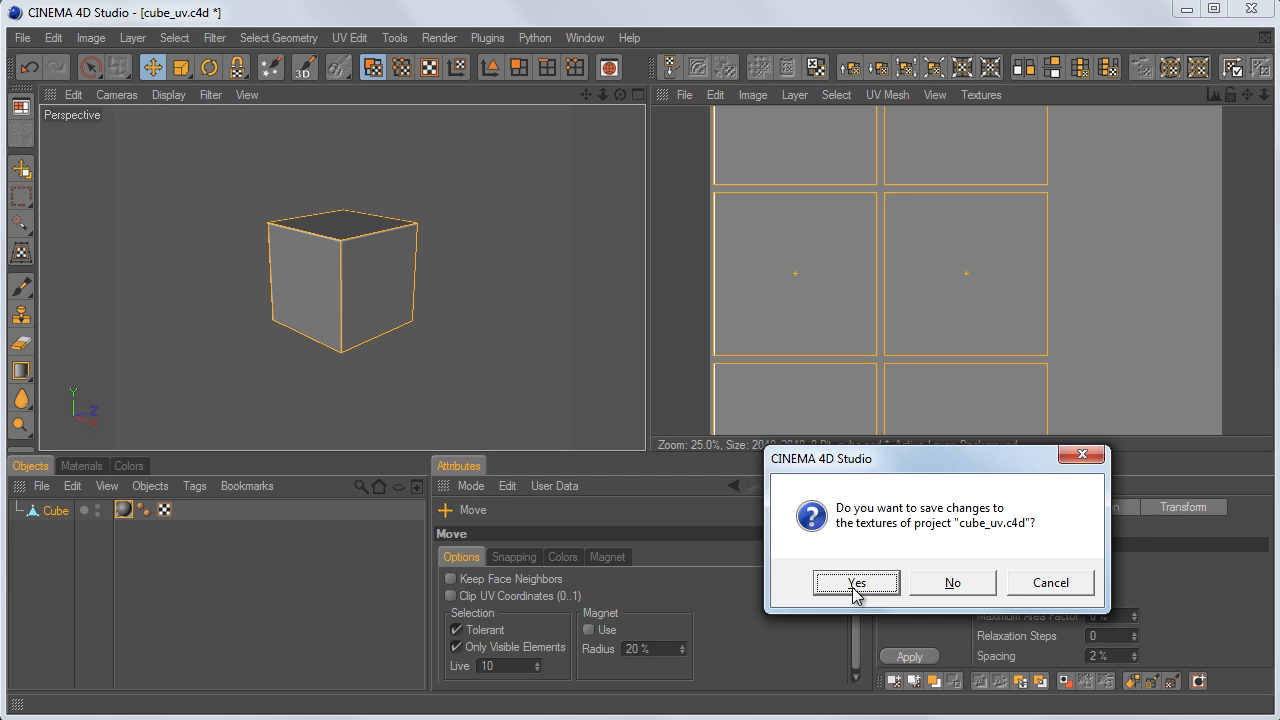 CINEMA 4D Studio - [cube_uv.c4d *]
File Edit Image Layer Select Filter Select Geometry UV Edit Tools Render Plugins Python Window Help
3D
Edit Cameras Display Filter View
File Edit Image Layer Select UV Mesh View Textures
Perspective
Y
Z
X
Zoom: 25.0%, Size:
Objects Materials Colors
File Edit View Objects Tags Bookmarks
Cube
Attributes
Mode Edit User Data
Move
Move
Options Snapping Colors Magnet
Keep Face Neighbors
Clip UV Coordinates (0..1)
Selection
Tolerant
Only Visible Elements
Live 10
Magnet
Use
Radius 20 %
CINEMA 4D Studio
Do you want to save changes to
the textures of project "cube_uv.c4d"?
Yes No Cancel
Transform
Maximum Area Factor 0 %
Relaxation Steps 0
Spacing 2 %
Apply